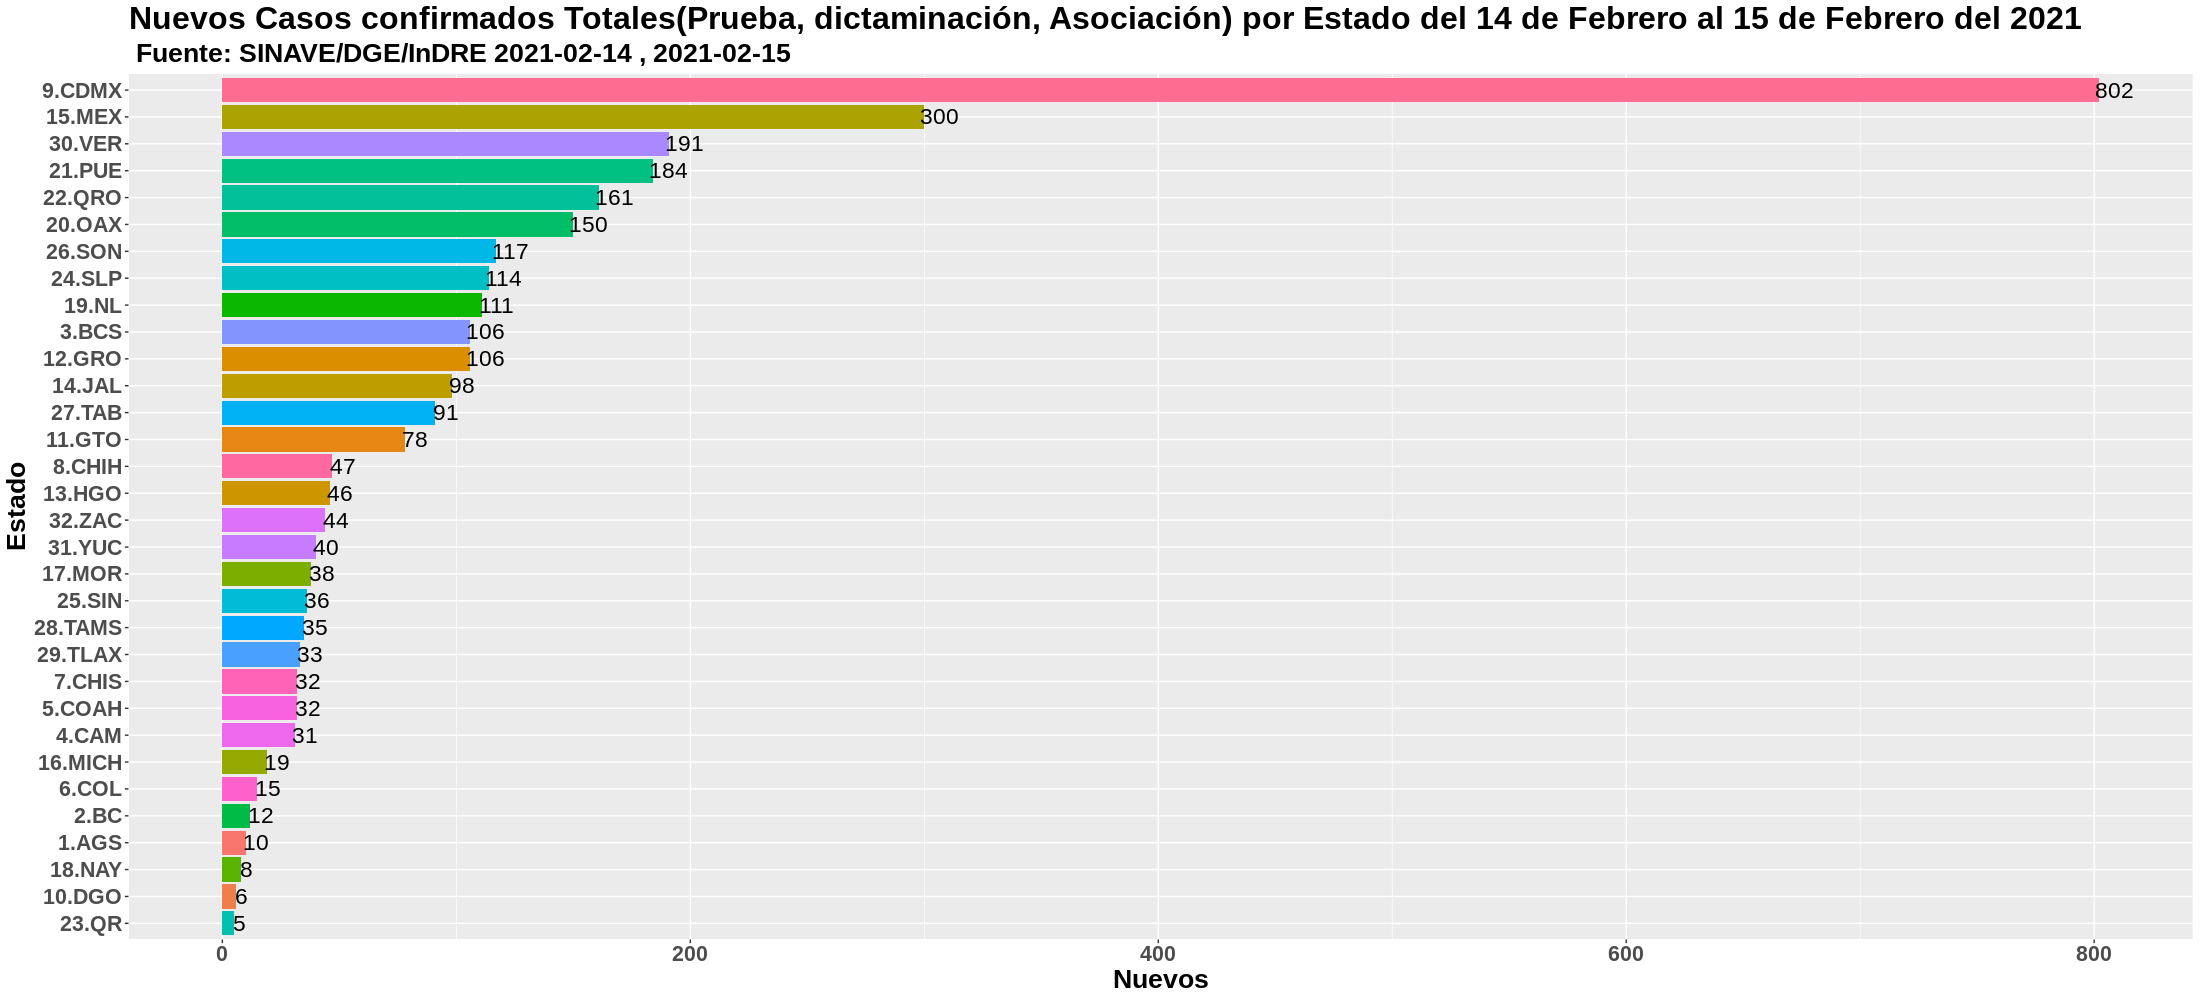 Nuevos Casos confirmados Totales(Prueba, dictaminación, Asociación) por Estado del 14 de Febrero al 15 de Febrero del 2021
Fuente: SINAVE/DGE/InDRE 2021-02-14 , 2021-02-15
9.CDMX 802
15.MEX 300
30.VER 191
21.PUE 184
22.QRO 161
20.OAX 150
26.SON 117
24.SLP 114
19.NL 111
3.BCS 106
12.GRO 106
14.JAL 98
27.TAB 91
11.GTO 78
8.CHIH 47
13.HGO 46
32.ZAC 44
31.YUC 40
17.MOR 38
25.SIN 36
28.TAMS 35
29.TLAX 33
7.CHIS 32
5.COAH 32
4.CAM 31
16.MICH 19
6.COL 15
2.BC 12
1.AGS 10
18.NAY 8
10.DGO 6
23.QR 5
Estado
0 200 400 600 800
Nuevos